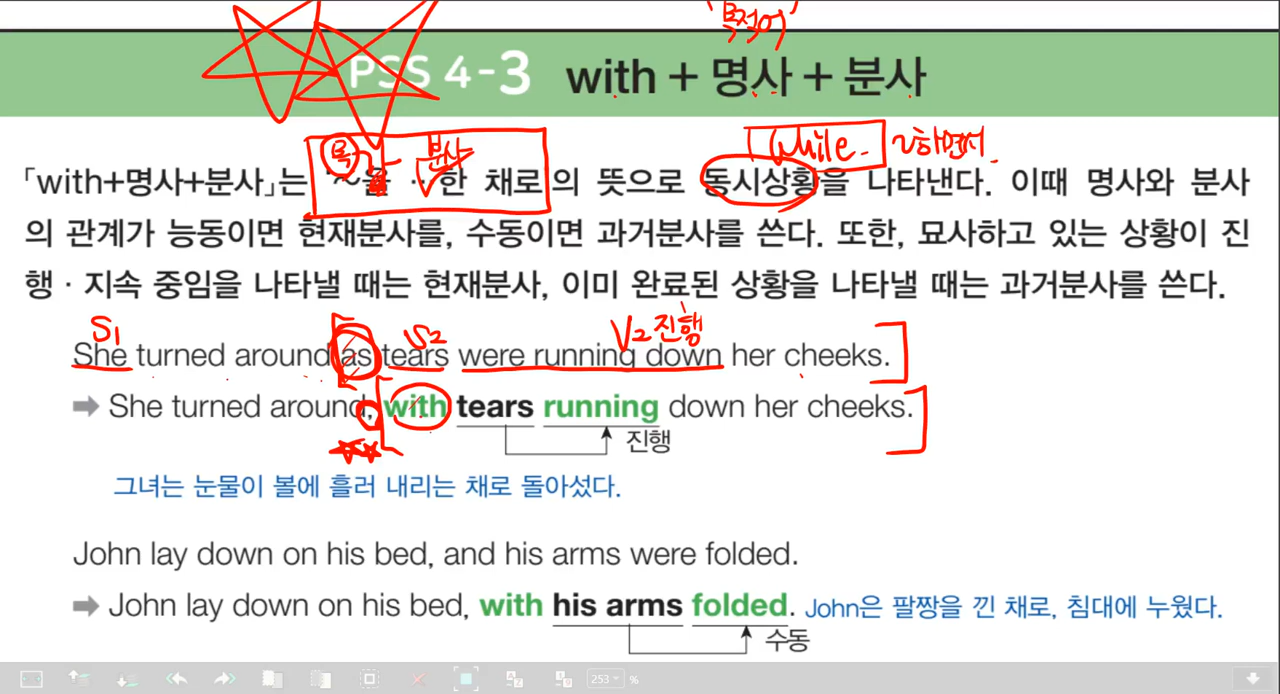 목적어
PSS 4-3 with + 명사 + 분사
목 분사 While ~하면서
「with+명사+분사」는 '~을 · 한 채로의 뜻으로 동시상황을 나타낸다. 이때 명사와 분사
의 관계가 능동이면 현재분사를, 수동이면 과거분사를 쓴다. 또한, 묘사하고 있는 상황이 진
행·지속 중임을 나타낼 때는 현재분사, 이미 완료된 상황을 나타낼 때는 과거분사를 쓴다.
S1 S2 V2 진행
She turned around as tears were running down her cheeks.
➡ She turned around, with tears running down her cheeks.
진행
그녀는 눈물이 볼에 흘러 내리는 채로 돌아섰다.
John lay down on his bed, and his arms were folded.
➡ John lay down on his bed, with his arms folded. John은 팔짱을 낀 채로, 침대에 누웠다.
수동
253 %